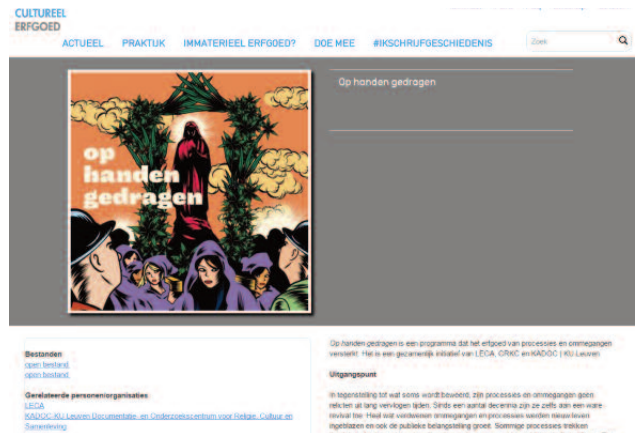 CULTUREEL
ERFGOED
ACTUEEL PRAKTIJK IMMATERIEEL ERFGOED? DOE MEE #IKSCHRIJFGESCHIEDENIS
Zoek
Op handen gedragen
op
handen
gedragen
Bestanden
open bestand
open bestand
Gerelateerde personen/organisaties
LECA
KADOC-KU Leuven Documentatie- en Onderzoekscentrum voor Religie, Cultuur en
Samenleving
Op handen gedragen is een programma dat het erfgoed van processies en ommegangen
versterkt. Het is een gezamenlijk initiatief van LECA, CRKC en KADOC | KU Leuven
Uitgangspunt
In tegenstelling tot wat soms wordt beweerd, zijn processies en ommegangen geen
relicten uit lang vervlogen tijden. Sinds een aantal decennia zijn ze zelfs aan een ware
revival toe. Heel wat verdwenen ommegangen en processies werden nieuw leven
ingeblazen en ook de publieke belangstelling groeit. Sommige processies trekken